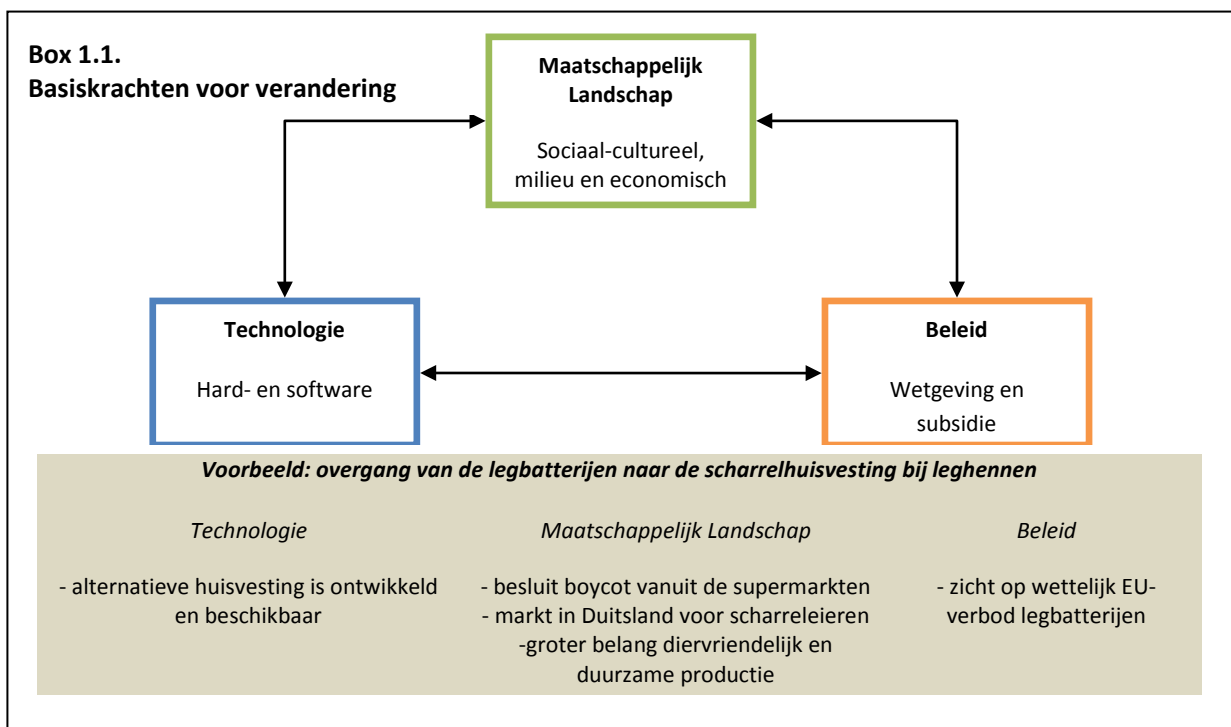 Box 1.1.
Basiskrachten voor verandering
Maatschappelijk
Landschap
Sociaal-cultureel,
milieu en economisch
Technologie
Hard- en software
Beleid
Wetgeving en
subsidie
Voorbeeld: overgang van de legbatterijen naar de scharrelhuisvesting bij leghennen
Technologie
- alternatieve huisvesting is ontwikkeld
en beschikbaar
Maatschappelijk Landschap
- besluit boycot vanuit de supermarkten
- markt in Duitsland voor scharreleieren
-groter belang diervriendelijk en
duurzame productie
Beleid
- zicht op wettelijk EU-
verbod legbatterijen